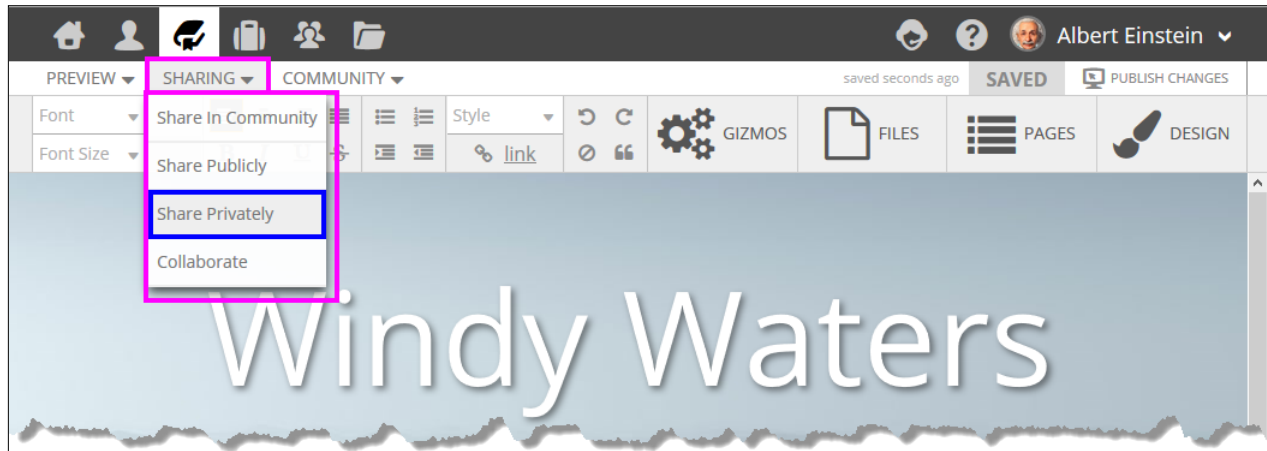 Albert Einstein
PREVIEW SHARING COMMUNITY saved seconds ago SAVED PUBLISH CHANGES
Font Style
Font Size link
GIZMOS FILES PAGES DESIGN
Share In Community
Share Publicly
Share Privately
Collaborate
Windy Waters